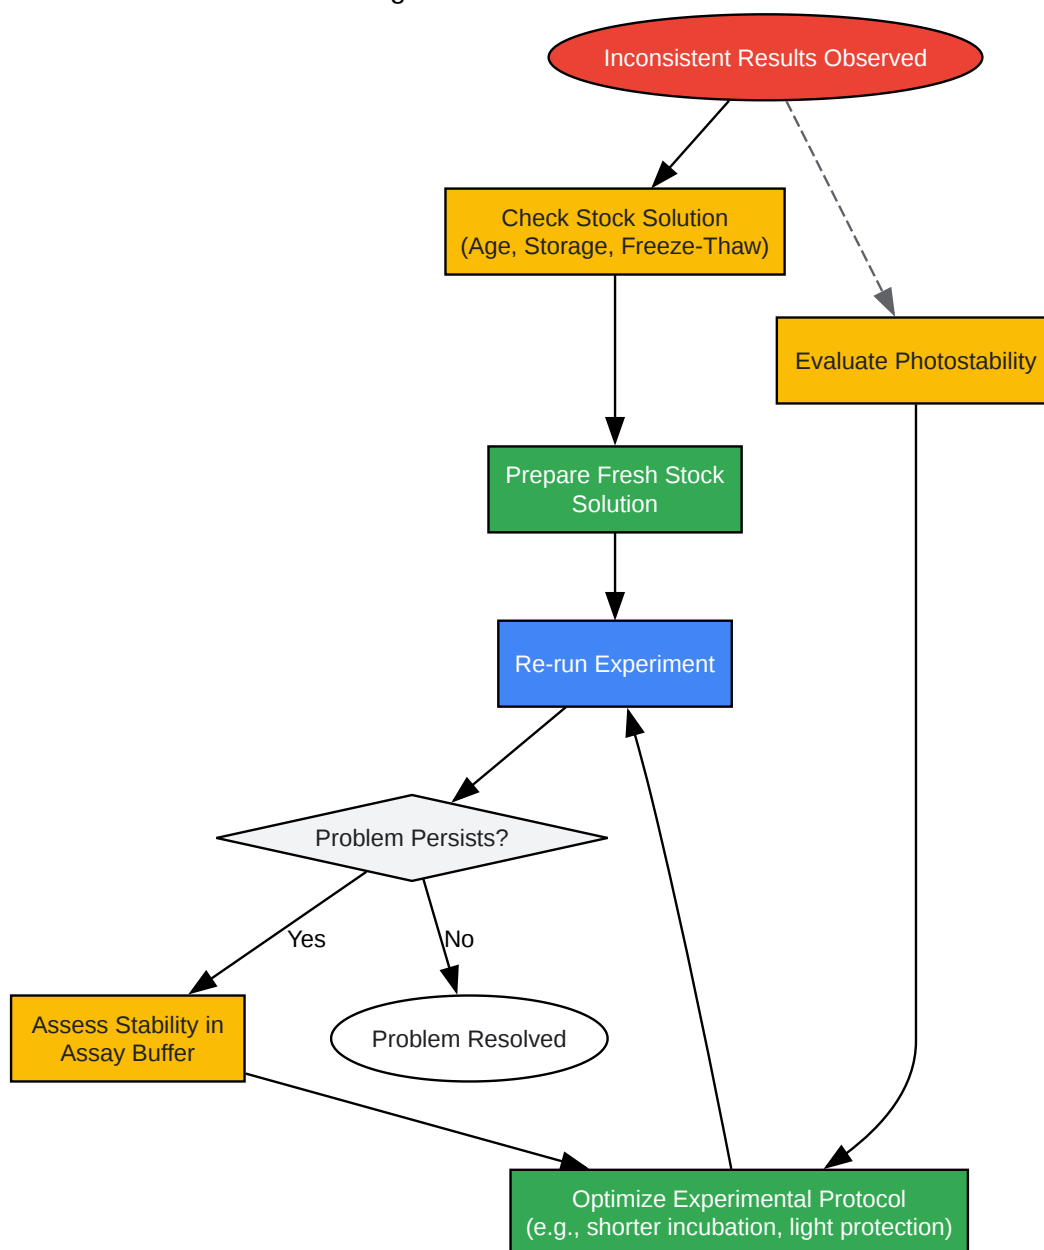 Inconsistent Results Observed
Check Stock Solution
(Age, Storage, Freeze-Thaw)
Evaluate Photostability
Prepare Fresh Stock
Solution
Re-run Experiment
Problem Persists?
Yes
No
Assess Stability in
Assay Buffer
Problem Resolved
Optimize Experimental Protocol
(e.g., shorter incubation, light protection)